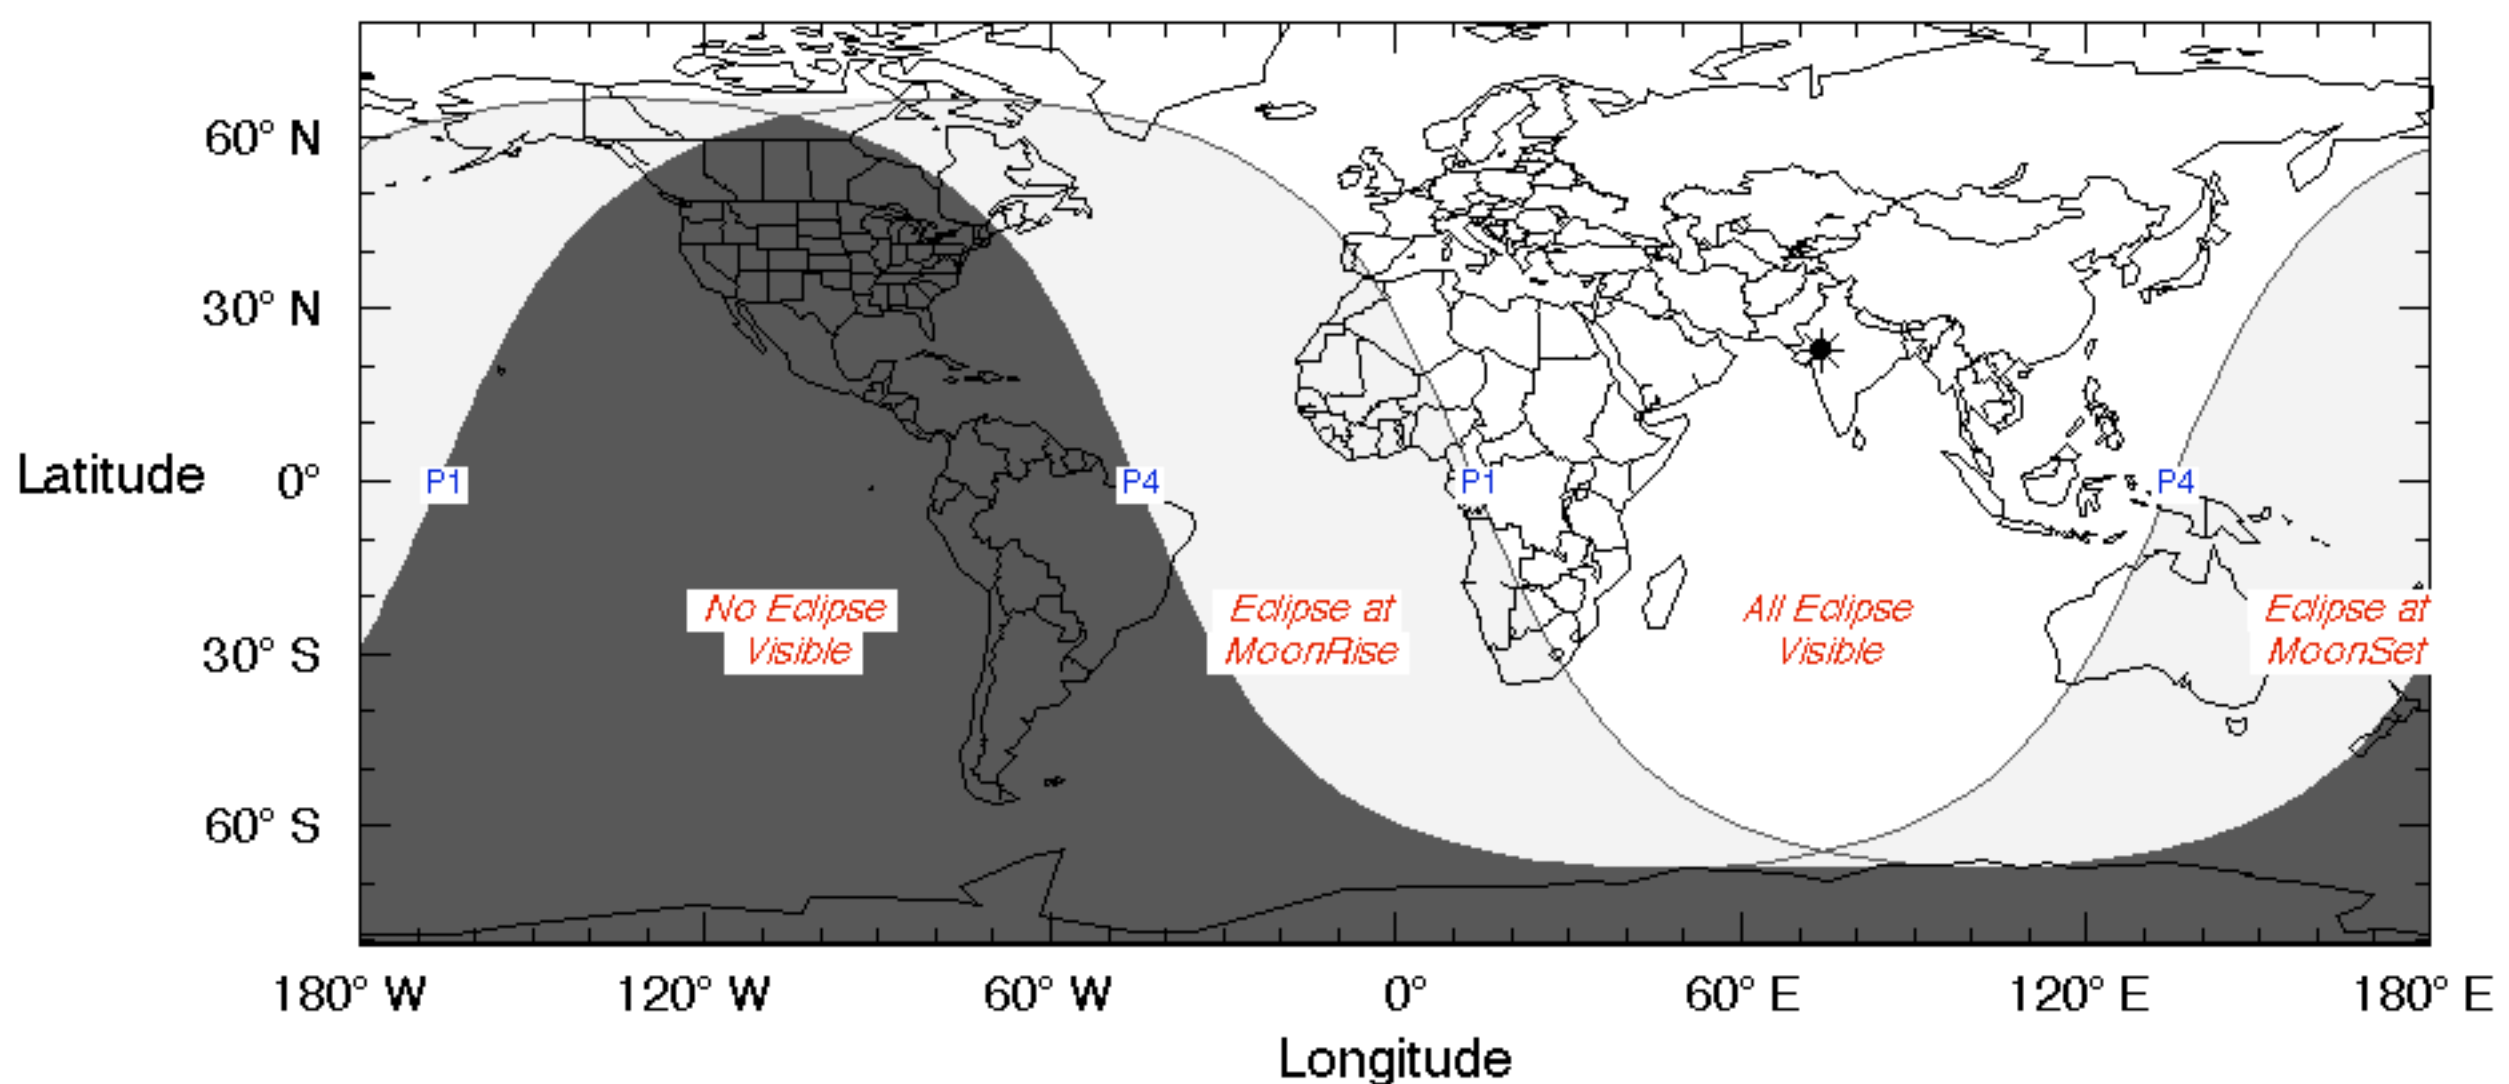 60° N
30° N
Latitude 0°
P1 P4 P1 P4
No Eclipse
Visible
Eclipse at
MoonRise
All Eclipse
Visible
Eclipse at
MoonSet
30° S
60° S
180° W 120° W 60° W 0° 60° E 120° E 180° E
Longitude